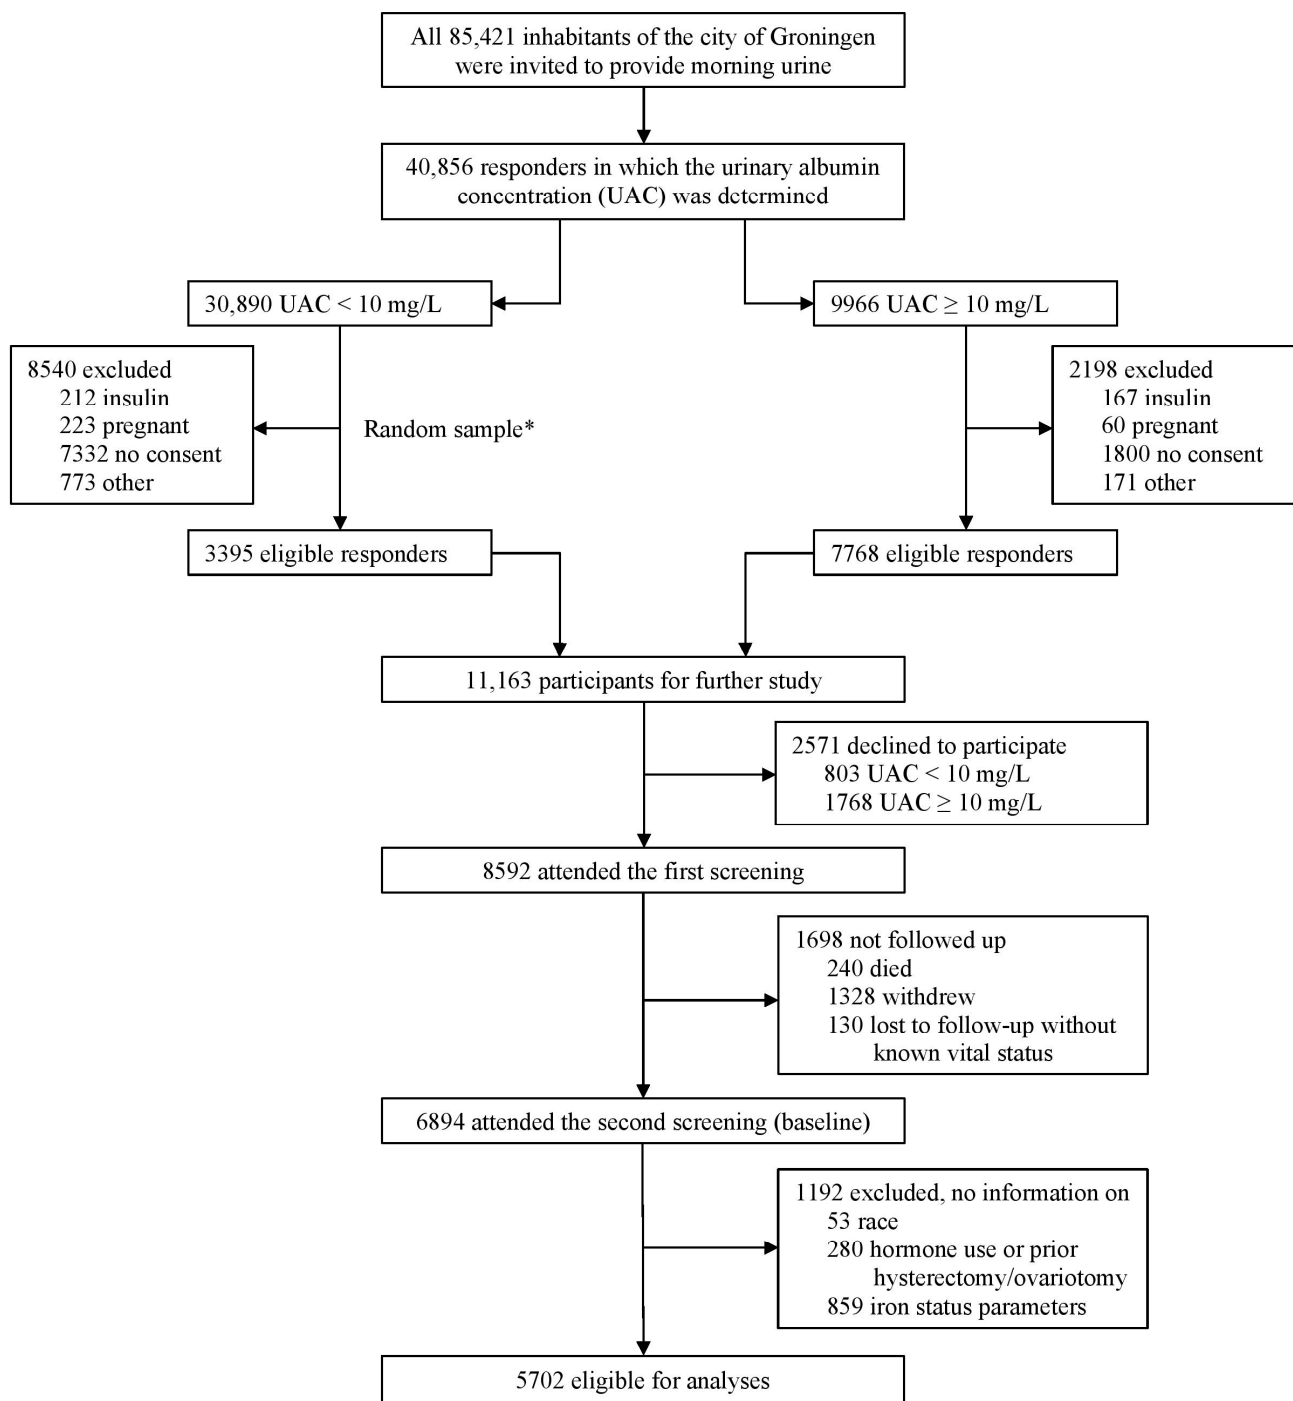 All 85,421 inhabitants of the city of Groningen
were invited to provide morning urine
40,856 responders in which the urinary albumin
concentration (UAC) was determined
30,890 UAC < 10 mg/L
9966 UAC ≥ 10 mg/L
8540 excluded
212 insulin
223 pregnant
7332 no consent
773 other
Random sample*
2198 excluded
167 insulin
60 pregnant
1800 no consent
171 other
3395 eligible responders
7768 eligible responders
11,163 participants for further study
2571 declined to participate
803 UAC < 10 mg/L
1768 UAC ≥ 10 mg/L
8592 attended the first screening
1698 not followed up
240 died
1328 withdrew
130 lost to follow-up without
known vital status
6894 attended the second screening (baseline)
1192 excluded, no information on
53 race
280 hormone use or prior
hysterectomy/ovariotomy
859 iron status parameters
5702 eligible for analyses